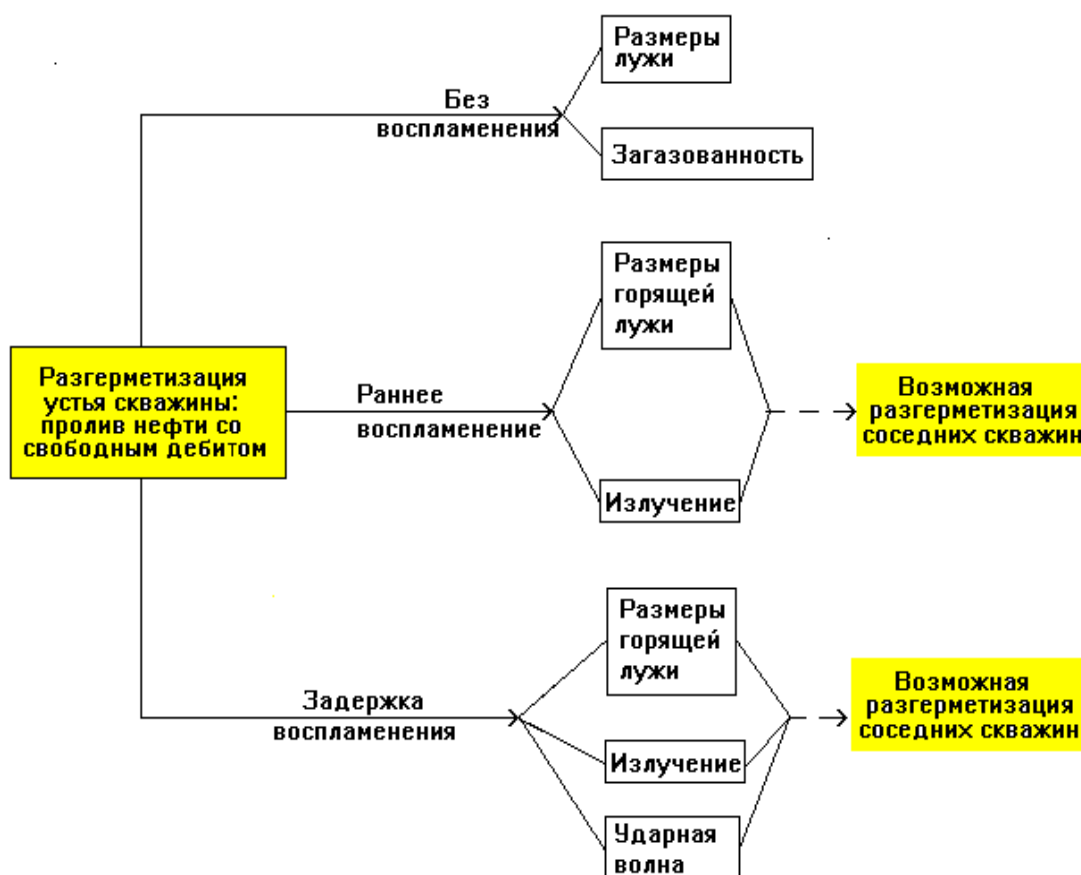 Размеры
лужи
Без
воспламенения
Загазованность
Размеры
горящей
лужи
Разгерметизация
устья скважины:
пролив нефти со
свободным дебитом
Раннее
воспламенение
Возможная
разгерметизация
соседних скважин
Излучение
Размеры
горящей
лужи
Задержка
воспламенения
Возможная
разгерметизация
соседних скважин
Излучение
Ударная
волна